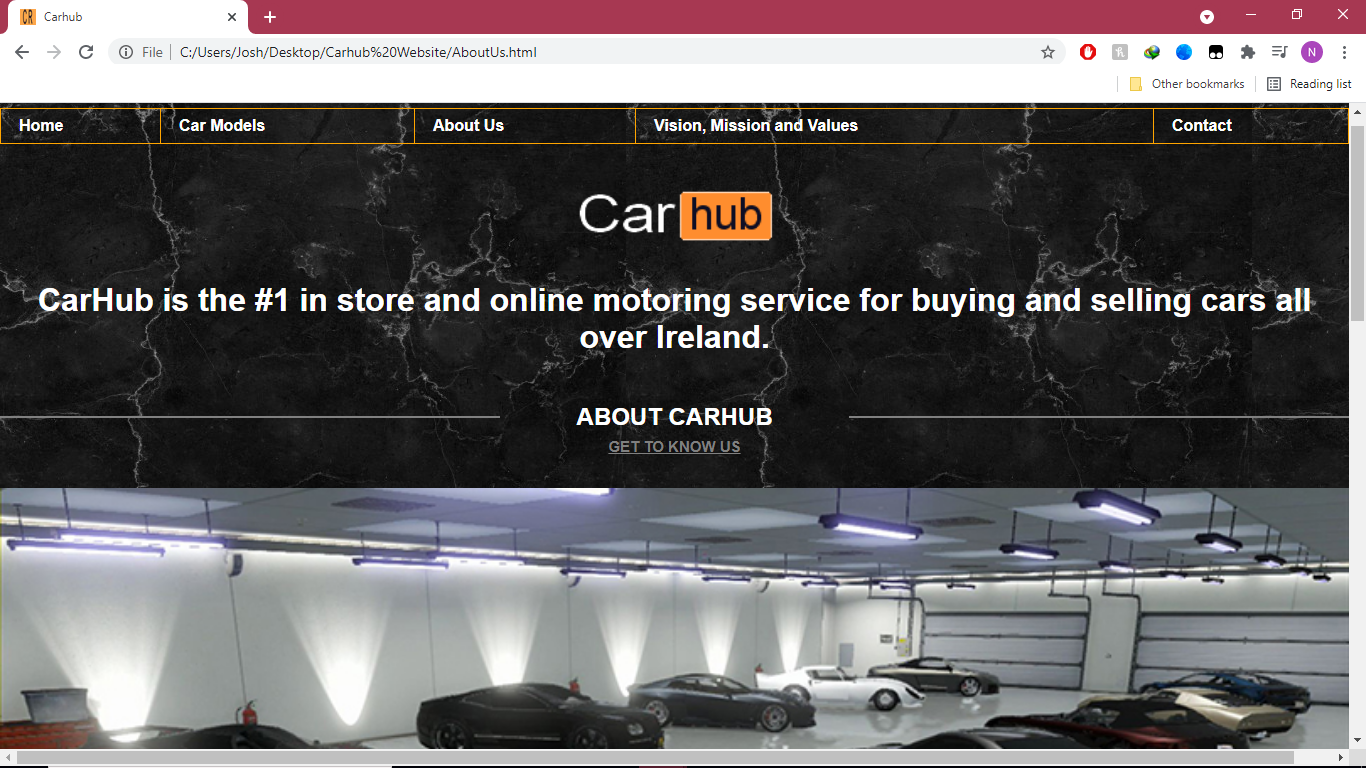 CR Carhub
File C:/Users/Josh/Desktop/Carhub%20Website/AboutUs.html N
Other bookmarks Reading list
Home Car Models About Us Vision, Mission and Values Contact
Car hub
CarHub is the #1 in store and online motoring service for buying and selling cars all
over Ireland.
ABOUT CARHUB
GET TO KNOW US